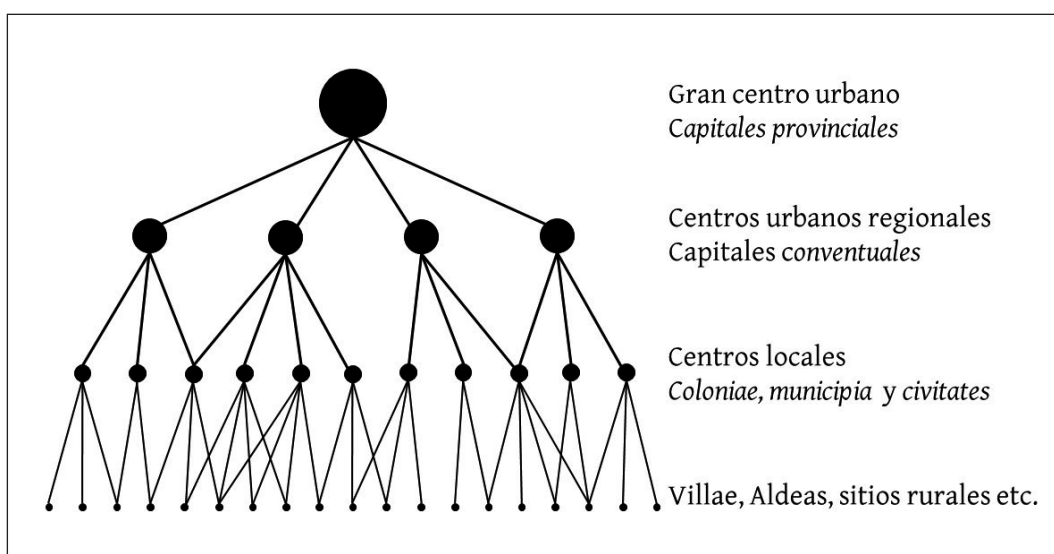 Gran centro urbano
Capitales provinciales
Centros urbanos regionales
Capitales conventuales
Centros locales
Coloniae, municipia y civitates
Villae, Aldeas, sitios rurales etc.